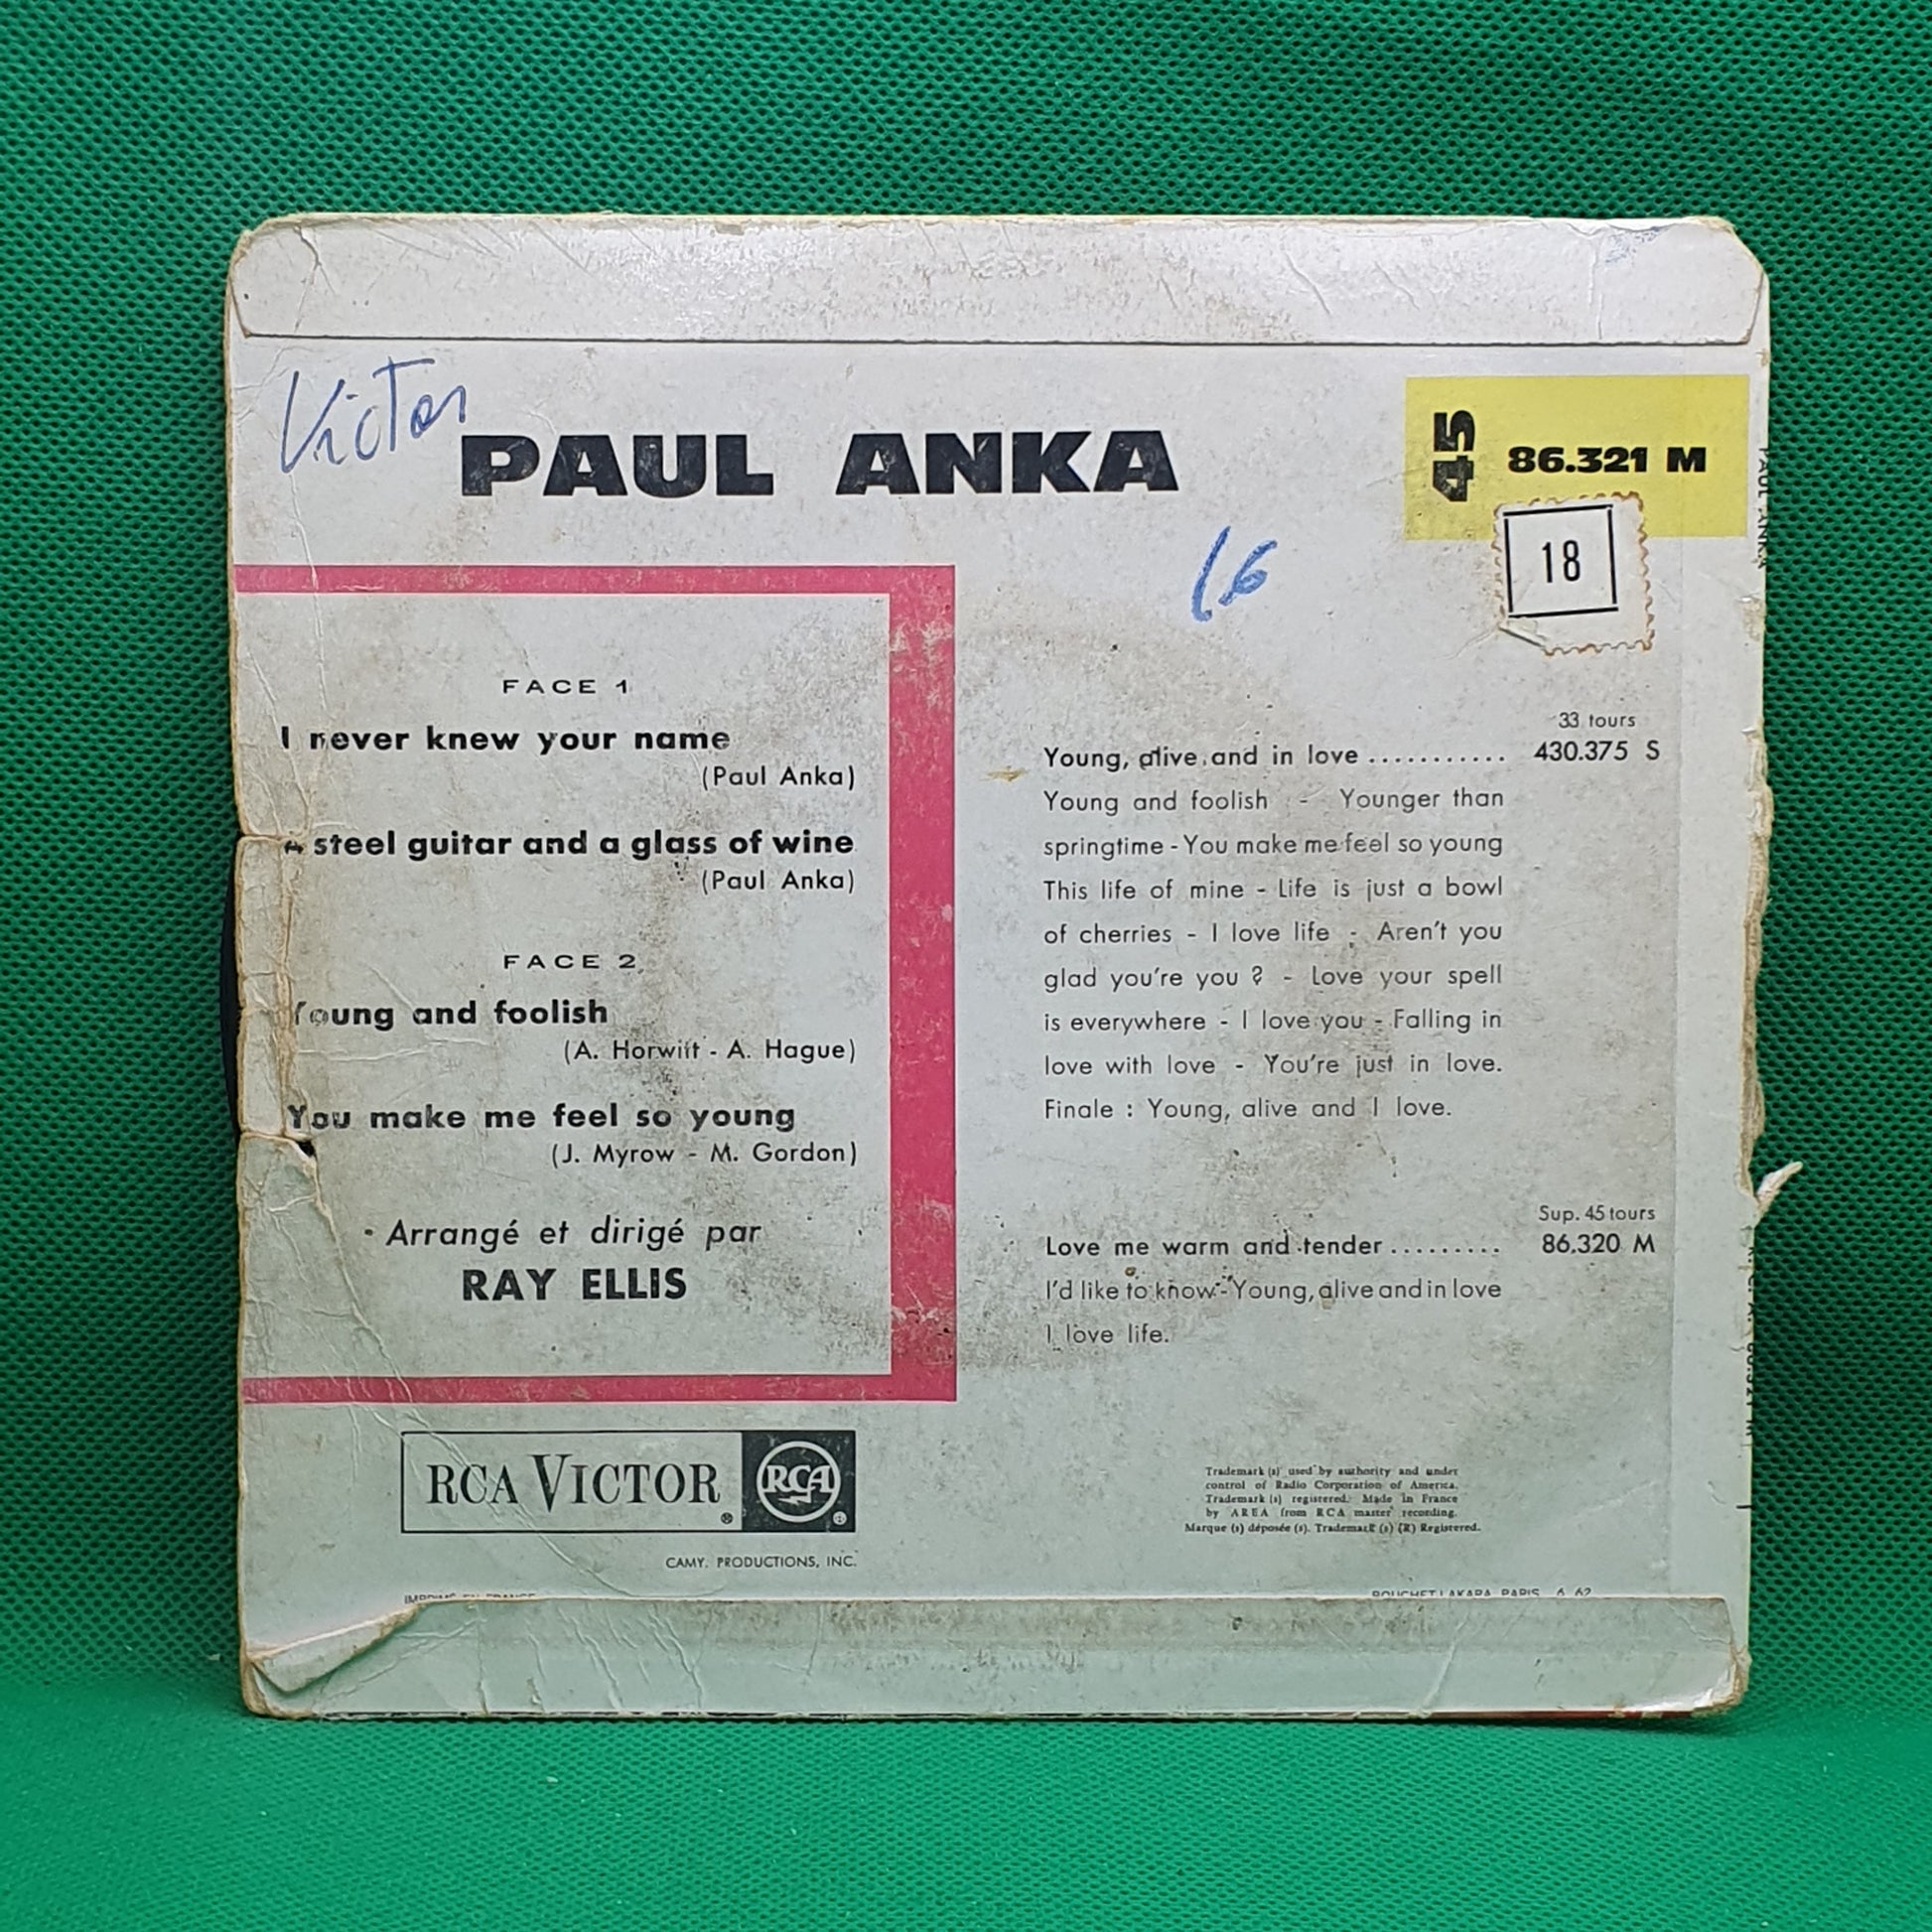 Victor
PAUL ANKA
45
86.321 M
16
18
FACE 1
I never knew your name
(Paul Anka)
A steel guitar and a glass of wine
(Paul Anka)
FACE 2
Young and foolish
(A. Horwitt - A. Hague)
You make me feel so young
(J. Myrow - M. Gordon)
Arrangé et dirigé par
RAY ELLIS
33 tours
Young, alive and in love ........... 430.375 S
Young and foolish - Younger than
springtime - You make me feel so young
This life of mine - Life is just a bowl
of cherries - I love life - Aren't you
glad you're you ? - Love your spell
is everywhere - I love you - Falling in
love with love - You're just in love.
Finale : Young, alive and I love.
Sup. 45 tours
Love me warm and tender ......... 86.320 M
I'd like to know - Young, alive and in love
I love life.
RCA VICTOR ®
RCA ®
CAMY. PRODUCTIONS, INC.
Trademark (s) used by authority and under
control of Radio Corporation of America.
Trademark (s) registered. Made in France
by AREA from RCA master recording.
Marque (s) déposée (s). Trademark (s) (R) Registered.
IMPRIMÉ EN FRANCE
PARIS 6 62
PAUL ANKA